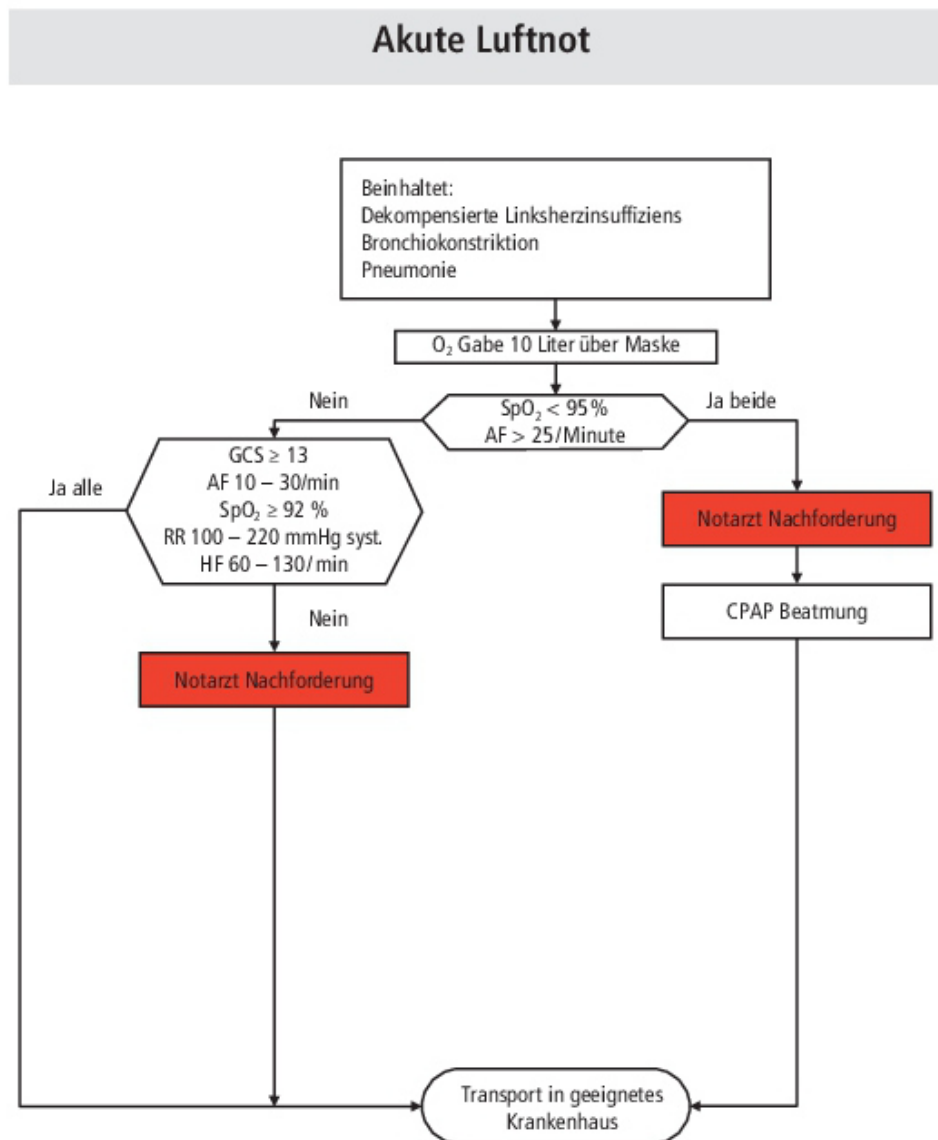 Akute Luftnot
Beinhaltet:
Dekompensierte Linksherzinsuffiziens
Bronchiokonstriktion
Pneumonie
O₂ Gabe 10 Liter über Maske
Nein
SpO₂ < 95 %
AF > 25/Minute
Ja beide
GCS ≥ 13
AF 10 – 30/min
SpO₂ ≥ 92 %
RR 100 – 220 mmHg syst.
HF 60 – 130/min
Ja alle
Notarzt Nachforderung
CPAP Beatmung
Nein
Notarzt Nachforderung
Transport in geeignetes
Krankenhaus